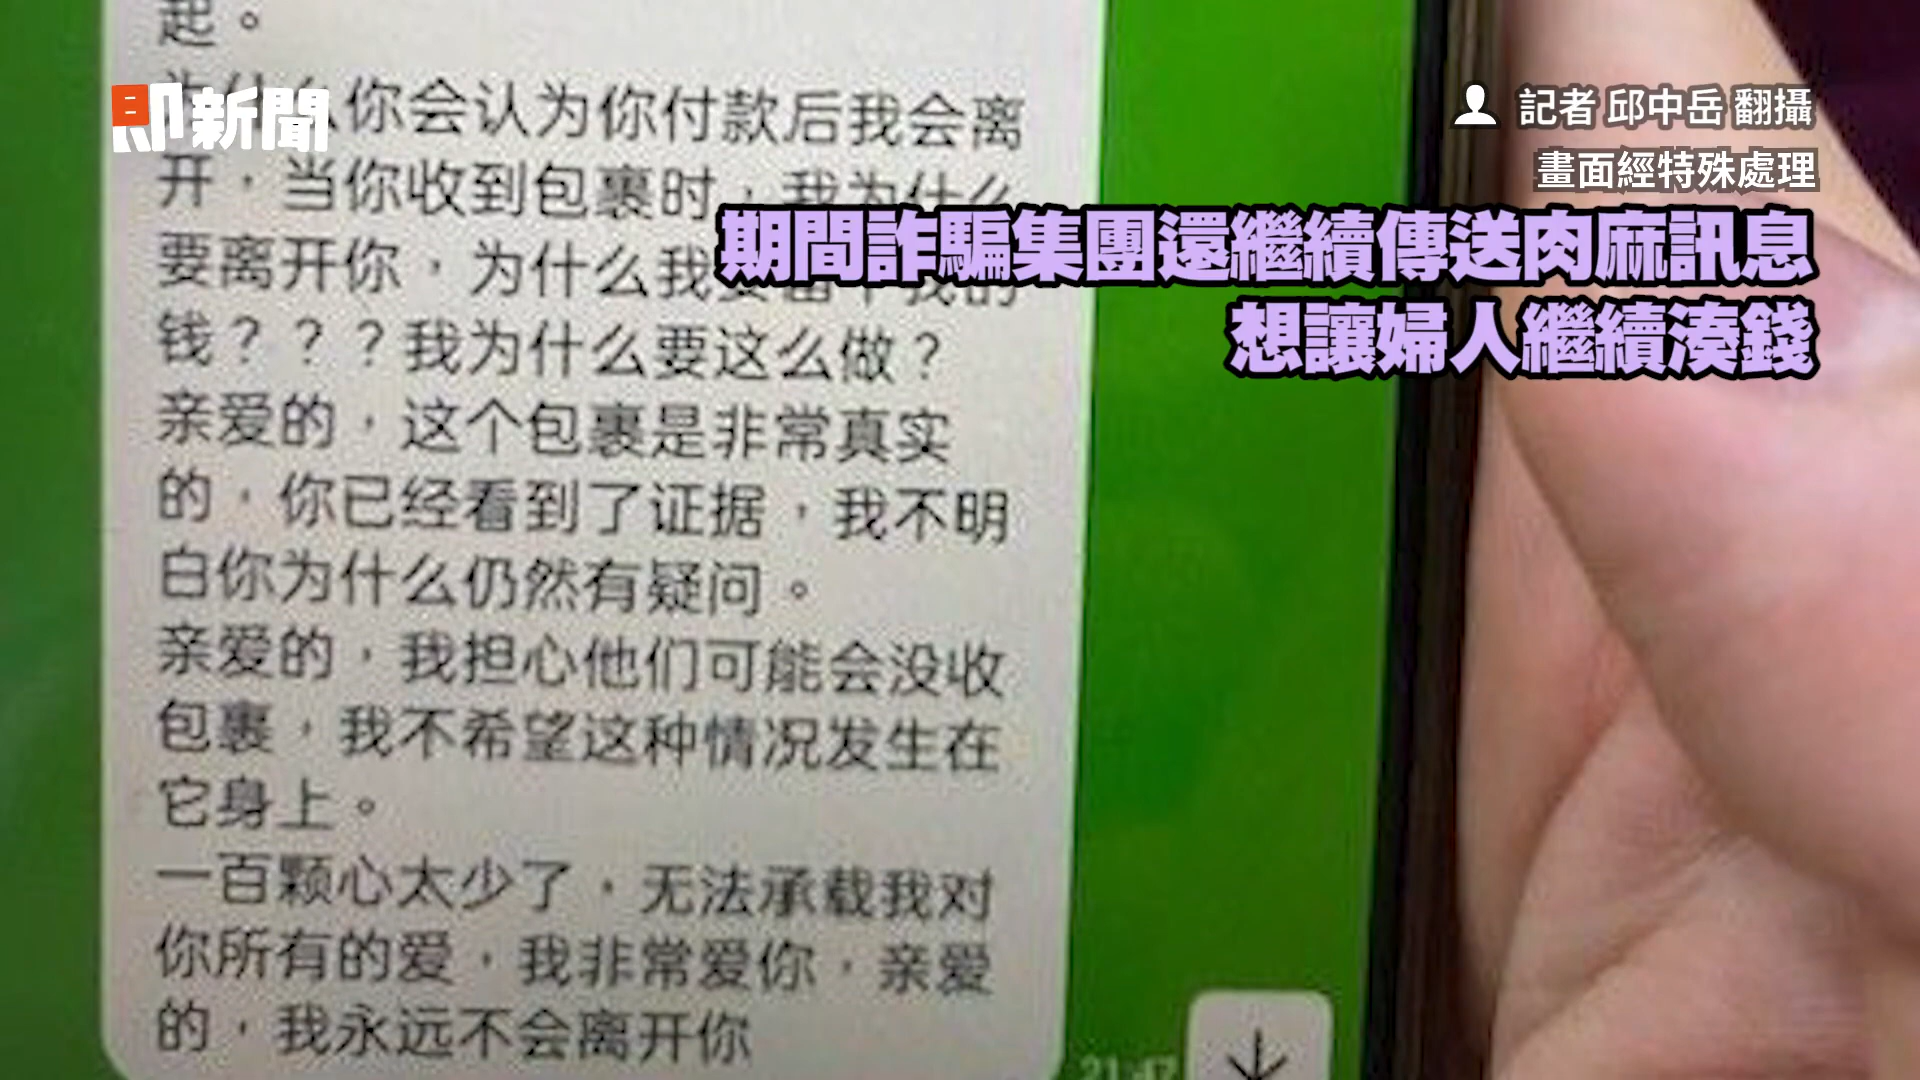 起。
你会认为你付款后我会离
开，当你收到包裹时，我为什么
要离开你，为什么我
钱？？？我为什么要这么做？
亲爱的，这个包裹是非常真实
的，你已经看到了证据，我不明
白你为什么仍然有疑问。
亲爱的，我担心他们可能会没收
包裹，我不希望这种情况发生在
它身上。
一百颗心太少了，无法承载我对
你所有的爱，我非常爱你，亲爱
的，我永远不会离开你
即新聞
記者 邱中岳 翻攝
畫面經特殊處理
期間詐騙集團還繼續傳送肉麻訊息
想讓婦人繼續湊錢